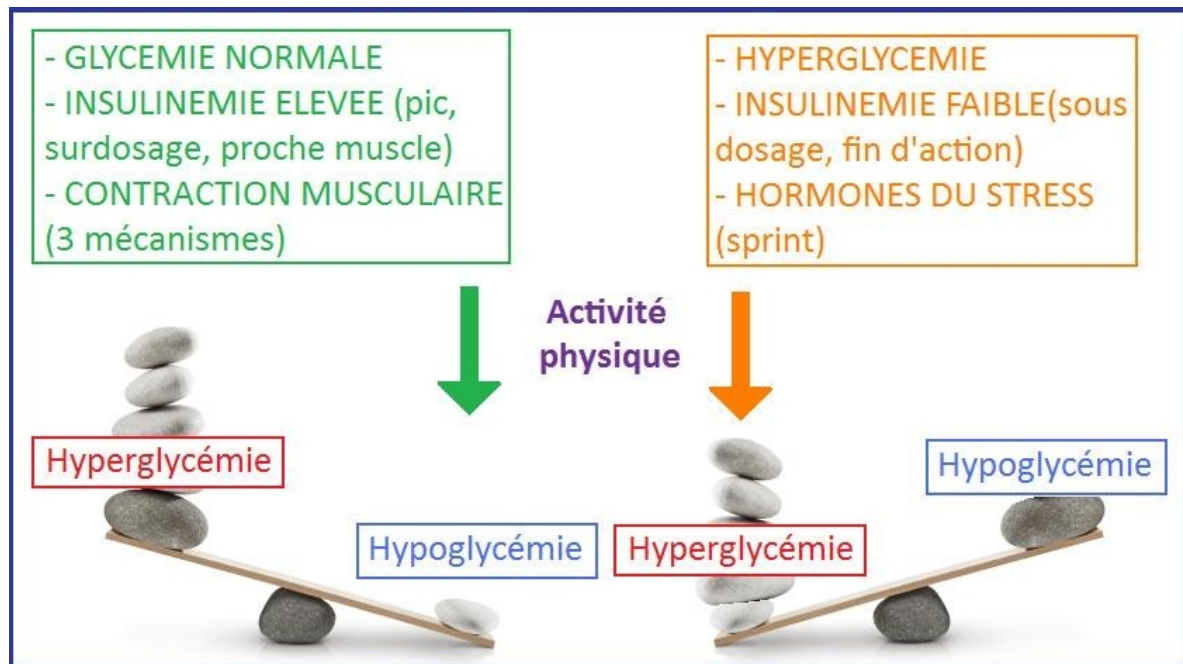 - GLYCEMIE NORMALE
- INSULINEMIE ELEVEE (pic,
surdosage, proche muscle)
- CONTRACTION MUSCULAIRE
(3 mécanismes)
- HYPERGLYCEMIE
- INSULINEMIE FAIBLE(sous
dosage, fin d'action)
- HORMONES DU STRESS
(sprint)
Activité
physique
Hyperglycémie
Hypoglycémie
Hyperglycémie
Hypoglycémie